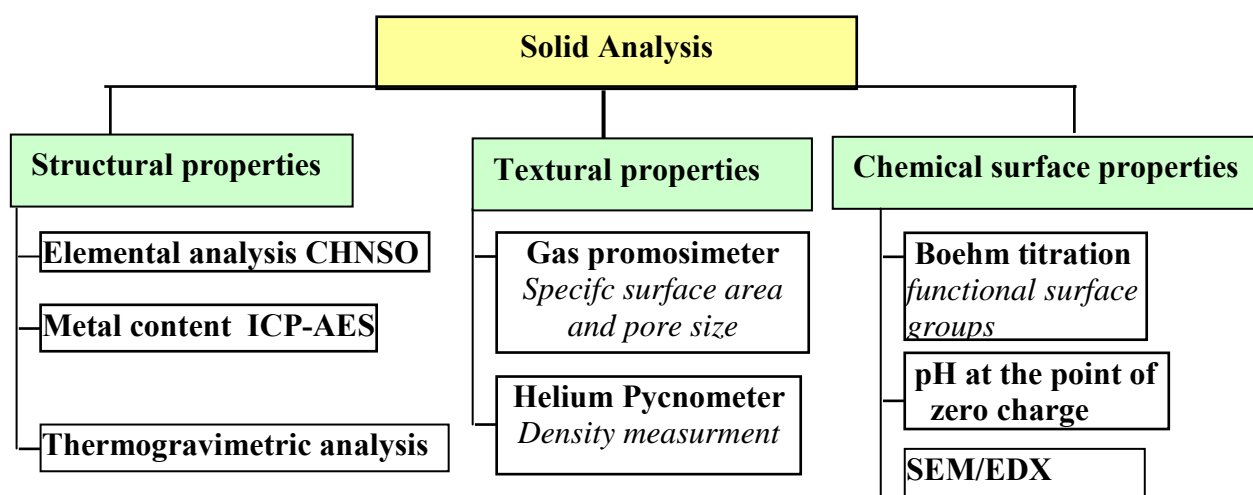 Solid Analysis
Structural properties
Elemental analysis CHNSO
Metal content ICP-AES
Thermogravimetric analysis
Textural properties
Gas promosimeter
Specifc surface area
and pore size
Helium Pycnometer
Density measurment
Chemical surface properties
Boehm titration
functional surface
groups
pH at the point of
zero charge
SEM/EDX